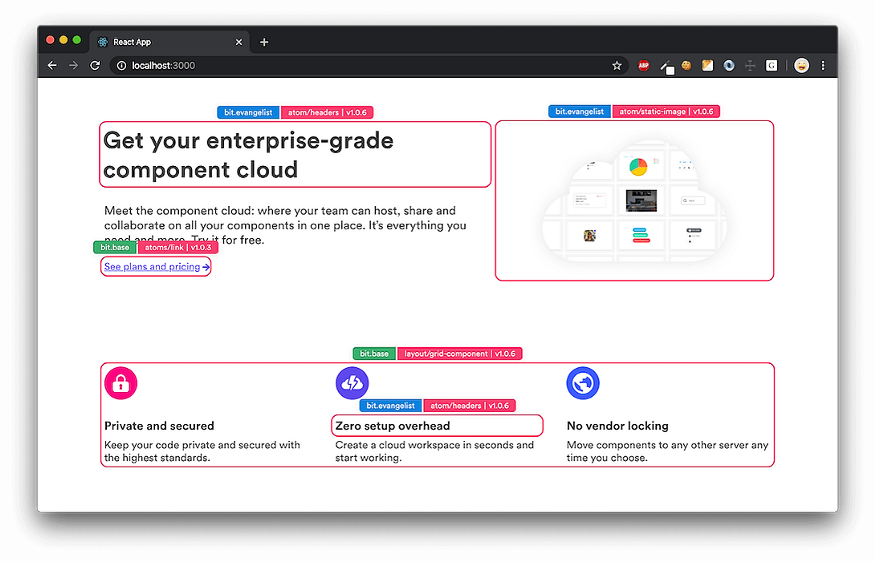 React App
localhost:3000
ABP
G
bit.evangelist atom/headers | v1.0.6
bit.evangelist atom/static-image | v1.0.6
Get your enterprise-grade
component cloud
Meet the component cloud: where your team can host, share and
collaborate on all your components in one place. It's everything you
need and more. Try it for free.
bit.base atoms/link | v1.0.3
See plans and pricing
bit.base layout/grid-component | v1.0.6
bit.evangelist atom/headers | v1.0.6
Private and secured
Keep your code private and secured with
the highest standards.
Zero setup overhead
Create a cloud workspace in seconds and
start working.
No vendor locking
Move components to any other server any
time you choose.